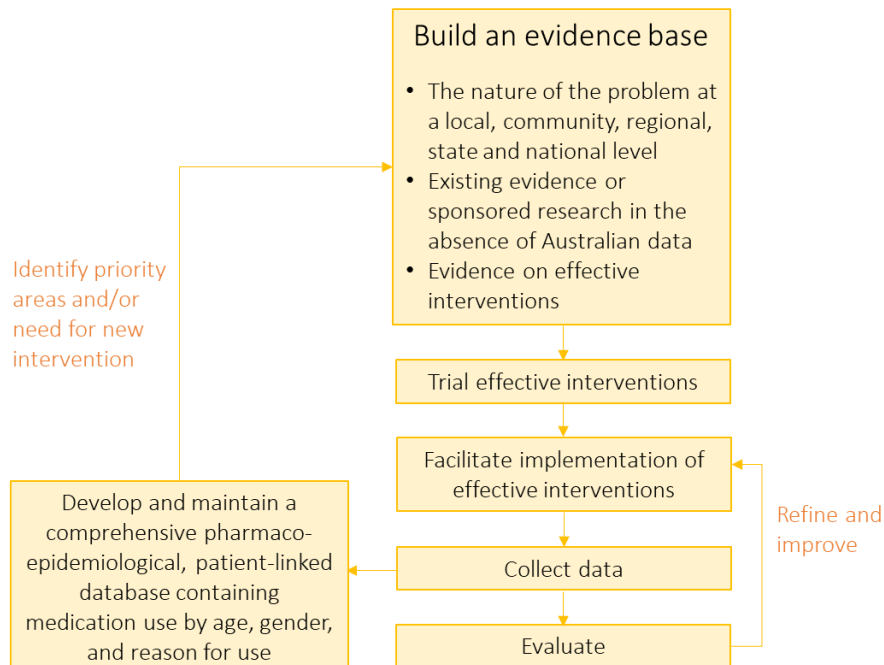 Build an evidence base
• The nature of the problem at
a local, community, regional,
state and national level
• Existing evidence or
sponsored research in the
absence of Australian data
• Evidence on effective
interventions
Identify priority
areas and/or
need for new
intervention
Trial effective interventions
Facilitate implementation of
effective interventions
Refine and
improve
Develop and maintain a
comprehensive pharmaco-
epidemiological, patient-linked
database containing
medication use by age, gender,
and reason for use
Collect data
Evaluate